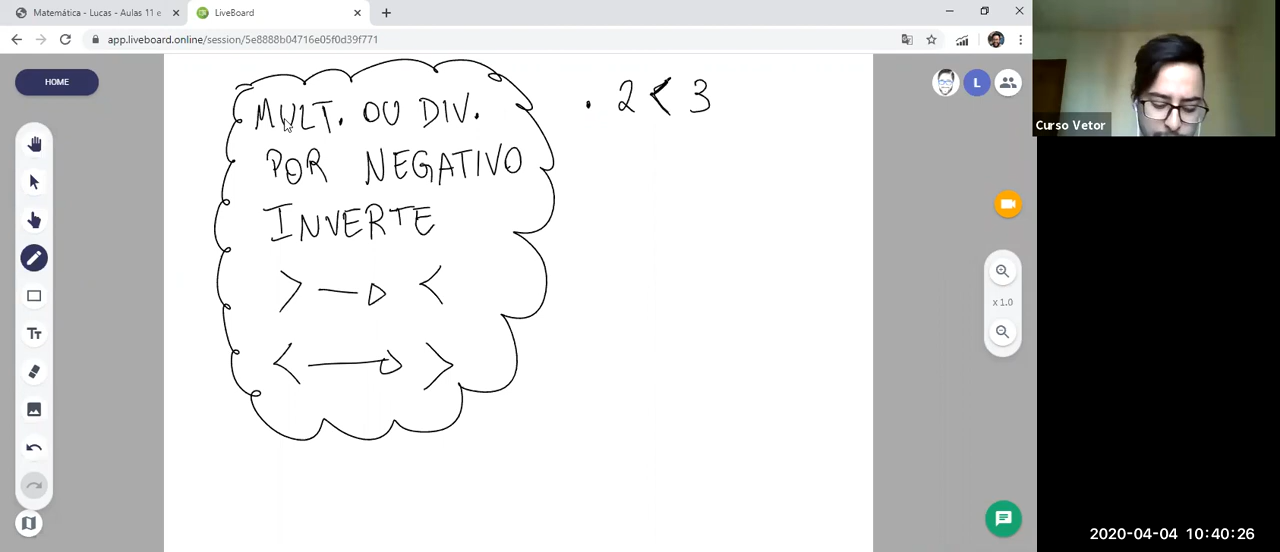 Matemática - Lucas - Aulas 11 e
LiveBoard
app.liveboard.online/session/5e8888b04716e05f0d39f771
HOME
L
Curso Vetor
MULT. OU DIV.
POR NEGATIVO
INVERTE
> → <
< → >
. 2 < 3
Tт
x 1.0
2020-04-04 10:40:26